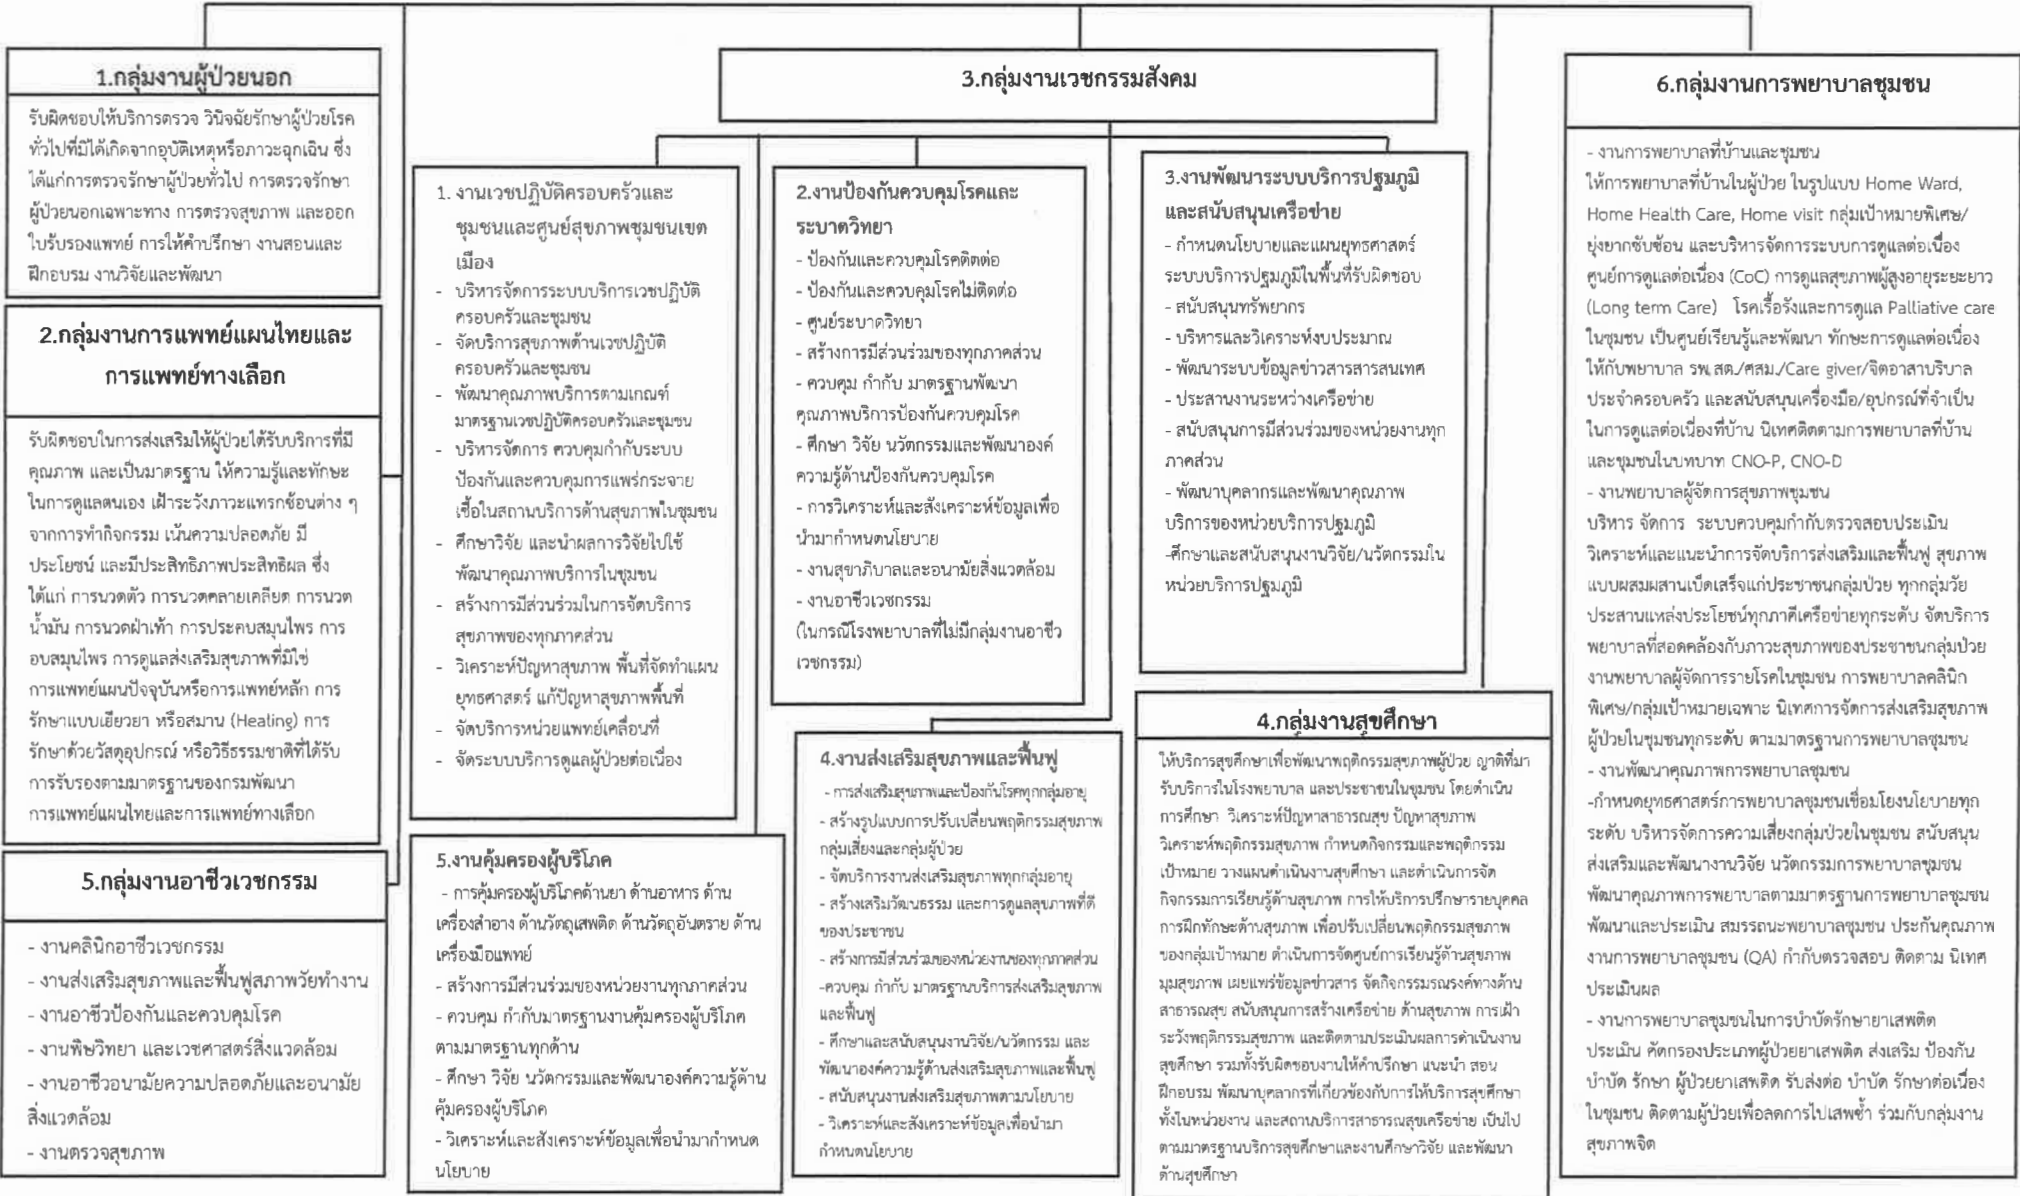 1.กลุ่มงานผู้ป่วยนอก
รับผิดชอบให้บริการตรวจ วินิจฉัยรักษาผู้ป่วยโรค
ทั่วไปที่มิได้เกิดจากอุบัติเหตุหรือภาวะฉุกเฉิน ซึ่ง
ได้แก่การตรวจรักษาผู้ป่วยทั่วไป การตรวจรักษา
ผู้ป่วยนอกเฉพาะทาง การตรวจสุขภาพ และออก
ใบรับรองแพทย์ การให้คำปรึกษา งานสอนและ
ฝึกอบรม งานวิจัยและพัฒนา
2.กลุ่มงานการแพทย์แผนไทยและ
การแพทย์ทางเลือก
รับผิดชอบในการส่งเสริมให้ผู้ป่วยได้รับบริการที่มี
คุณภาพ และเป็นมาตรฐาน ให้ความรู้และทักษะ
ในการดูแลตนเอง เฝ้าระวังภาวะแทรกซ้อนต่าง ๆ
จากการทำกิจกรรม เน้นความปลอดภัย มี
ประโยชน์ และมีประสิทธิภาพประสิทธิผล ซึ่ง
ได้แก่ การนวดตัว การนวดคลายเคลียด การนวด
น้ำมัน การนวดฝ่าเท้า การประคบสมุนไพร การ
อบสมุนไพร การดูแลส่งเสริมสุขภาพที่มิใช่
การแพทย์แผนปัจจุบันหรือการแพทย์หลัก การ
รักษาแบบเยียวยา หรือสมาน (Healing) การ
รักษาด้วยวัสดุอุปกรณ์ หรือวิธีธรรมชาติที่ได้รับ
การรับรองตามมาตรฐานของกรมพัฒนา
การแพทย์แผนไทยและการแพทย์ทางเลือก
5.กลุ่มงานอาชีวเวชกรรม
- งานคลินิกอาชีวเวชกรรม
- งานส่งเสริมสุขภาพและฟื้นฟูสภาพวัยทำงาน
- งานอาชีวป้องกันและควบคุมโรค
- งานพิษวิทยา และเวชศาสตร์สิ่งแวดล้อม
- งานอาชีวอนามัยความปลอดภัยและอนามัย
สิ่งแวดล้อม
- งานตรวจสุขภาพ
3.กลุ่มงานเวชกรรมสังคม
1. งานเวชปฏิบัติครอบครัวและ
ชุมชนและศูนย์สุขภาพชุมชนเขต
เมือง
- บริหารจัดการระบบบริการเวชปฏิบัติ
ครอบครัวและชุมชน
- จัดบริการสุขภาพด้านเวชปฏิบัติ
ครอบครัวและชุมชน
- พัฒนาคุณภาพบริการตามเกณฑ์
มาตรฐานเวชปฏิบัติครอบครัวและชุมชน
- บริหารจัดการ ควบคุมกำกับระบบ
ป้องกันและควบคุมการแพร่กระจาย
เชื้อในสถานบริการด้านสุขภาพในชุมชน
- ศึกษาวิจัย และนำผลการวิจัยไปใช้
พัฒนาคุณภาพบริการในชุมชน
- สร้างการมีส่วนร่วมในการจัดบริการ
สุขภาพของทุกภาคส่วน
- วิเคราะห์ปัญหาสุขภาพ พื้นที่จัดทำแผน
ยุทธศาสตร์ แก้ปัญหาสุขภาพพื้นที่
- จัดบริการหน่วยแพทย์เคลื่อนที่
- จัดระบบบริการดูแลผู้ป่วยต่อเนื่อง
2.งานป้องกันควบคุมโรคและ
ระบาดวิทยา
- ป้องกันและควบคุมโรคติดต่อ
- ป้องกันและควบคุมโรคไม่ติดต่อ
- ศูนย์ระบาดวิทยา
- สร้างการมีส่วนร่วมของทุกภาคส่วน
- ควบคุม กำกับ มาตรฐานพัฒนา
คุณภาพบริการป้องกันควบคุมโรค
- ศึกษา วิจัย นวัตกรรมและพัฒนาองค์
ความรู้ด้านป้องกันควบคุมโรค
- การวิเคราะห์และสังเคราะห์ข้อมูลเพื่อ
นำมากำหนดนโยบาย
- งานสุขาภิบาลและอนามัยสิ่งแวดล้อม
- งานอาชีวเวชกรรม
(ในกรณีโรงพยาบาลที่ไม่มีกลุ่มงานอาชีว
เวชกรรม)
3.งานพัฒนาระบบบริการปฐมภูมิ
และสนับสนุนเครือข่าย
- กำหนดนโยบายและแผนยุทธศาสตร์
ระบบบริการปฐมภูมิในพื้นที่รับผิดชอบ
- สนับสนุนทรัพยากร
- บริหารและวิเคราะห์งบประมาณ
- พัฒนาระบบข้อมูลข่าวสารสารสนเทศ
- ประสานงานระหว่างเครือข่าย
- สนับสนุนการมีส่วนร่วมของหน่วยงานทุก
ภาคส่วน
- พัฒนาบุคลากรและพัฒนาคุณภาพ
บริการของหน่วยบริการปฐมภูมิ
-ศึกษาและสนับสนุนงานวิจัย/นวัตกรรมใน
หน่วยบริการปฐมภูมิ
5.งานคุ้มครองผู้บริโภค
- การคุ้มครองผู้บริโภคด้านยา ด้านอาหาร ด้าน
เครื่องสำอาง ด้านวัตถุเสพติด ด้านวัตถุอันตราย ด้าน
เครื่องมือแพทย์
- สร้างการมีส่วนร่วมของหน่วยงานทุกภาคส่วน
- ควบคุม กำกับมาตรฐานงานคุ้มครองผู้บริโภค
ตามมาตรฐานทุกด้าน
- ศึกษา วิจัย นวัตกรรมและพัฒนาองค์ความรู้ด้าน
คุ้มครองผู้บริโภค
- วิเคราะห์และสังเคราะห์ข้อมูลเพื่อนำมากำหนด
นโยบาย
4.งานส่งเสริมสุขภาพและฟื้นฟู
- การส่งเสริมสุขภาพและป้องกันโรคทุกกลุ่มอายุ
- สร้างรูปแบบการปรับเปลี่ยนพฤติกรรมสุขภาพ
กลุ่มเสี่ยงและกลุ่มผู้ป่วย
- จัดบริการงานส่งเสริมสุขภาพทุกกลุ่มอายุ
- สร้างเสริมวัฒนธรรม และการดูแลสุขภาพที่ดี
ของประชาชน
- สร้างการมีส่วนร่วมของหน่วยงานของทุกภาคส่วน
-ควบคุม กำกับ มาตรฐานบริการส่งเสริมสุขภาพ
และฟื้นฟู
- ศึกษาและสนับสนุนงานวิจัย/นวัตกรรม และ
พัฒนาองค์ความรู้ด้านส่งเสริมสุขภาพและฟื้นฟู
- สนับสนุนงานส่งเสริมสุขภาพตามนโยบาย
- วิเคราะห์และสังเคราะห์ข้อมูลเพื่อนำมา
กำหนดนโยบาย
4.กลุ่มงานสุขศึกษา
ให้บริการสุขศึกษาเพื่อพัฒนาพฤติกรรมสุขภาพผู้ป่วย ญาติที่มา
รับบริการในโรงพยาบาล และประชาชนในชุมชน โดยดำเนิน
การศึกษา วิเคราะห์ปัญหาสาธารณสุข ปัญหาสุขภาพ
วิเคราะห์พฤติกรรมสุขภาพ กำหนดกิจกรรมและพฤติกรรม
เป้าหมาย วางแผนดำเนินงานสุขศึกษา และดำเนินการจัด
กิจกรรมการเรียนรู้ด้านสุขภาพ การให้บริการปรึกษารายบุคคล
การฝึกทักษะด้านสุขภาพ เพื่อปรับเปลี่ยนพฤติกรรมสุขภาพ
ของกลุ่มเป้าหมาย ดำเนินการจัดศูนย์การเรียนรู้ด้านสุขภาพ
มุมสุขภาพ เผยแพร่ข้อมูลข่าวสาร จัดกิจกรรมรณรงค์ทางด้าน
สาธารณสุข สนับสนุนการสร้างเครือข่าย ด้านสุขภาพ การเฝ้า
ระวังพฤติกรรมสุขภาพ และติดตามประเมินผลการดำเนินงาน
สุขศึกษา รวมทั้งรับผิดชอบงานให้คำปรึกษา แนะนำ สอน
ฝึกอบรม พัฒนาบุคลากรที่เกี่ยวข้องกับการให้บริการสุขศึกษา
ทั้งในหน่วยงาน และสถานบริการสาธารณสุขเครือข่าย เป็นไป
ตามมาตรฐานบริการสุขศึกษาและงานศึกษาวิจัย และพัฒนา
ด้านสุขศึกษา
6.กลุ่มงานการพยาบาลชุมชน
- งานการพยาบาลที่บ้านและชุมชน
ให้การพยาบาลที่บ้านในผู้ป่วย ในรูปแบบ Home Ward,
Home Health Care, Home visit กลุ่มเป้าหมายพิเศษ/
ยุ่งยากซับซ้อน และบริหารจัดการระบบการดูแลต่อเนื่อง
ศูนย์การดูแลต่อเนื่อง (CoC) การดูแลสุขภาพผู้สูงอายุระยะยาว
(Long term Care) โรคเรื้อรังและการดูแล Palliative care
ในชุมชน เป็นศูนย์เรียนรู้และพัฒนา ทักษะการดูแลต่อเนื่อง
ให้กับพยาบาล รพ.สต./ศสม./Care giver/จิตอาสาบริบาล
ประจำครอบครัว และสนับสนุนเครื่องมือ/อุปกรณ์ที่จำเป็น
ในการดูแลต่อเนื่องที่บ้าน นิเทศติดตามการพยาบาลที่บ้าน
และชุมชนในบทบาท CNO-P, CNO-D
- งานพยาบาลผู้จัดการสุขภาพชุมชน
บริหาร จัดการ ระบบควบคุมกำกับตรวจสอบประเมิน
วิเคราะห์และแนะนำการจัดบริการส่งเสริมและฟื้นฟู สุขภาพ
แบบผสมผสานเบ็ดเสร็จแก่ประชาชนกลุ่มป่วย ทุกกลุ่มวัย
ประสานแหล่งประโยชน์ทุกภาคีเครือข่ายทุกระดับ จัดบริการ
พยาบาลที่สอดคล้องกับภาวะสุขภาพของประชาชนกลุ่มป่วย
งานพยาบาลผู้จัดการรายโรคในชุมชน การพยาบาลคลินิก
พิเศษ/กลุ่มเป้าหมายเฉพาะ นิเทศการจัดการส่งเสริมสุขภาพ
ผู้ป่วยในชุมชนทุกระดับ ตามมาตรฐานการพยาบาลชุมชน
- งานพัฒนาคุณภาพการพยาบาลชุมชน
-กำหนดยุทธศาสตร์การพยาบาลชุมชนเชื่อมโยงนโยบายทุก
ระดับ บริหารจัดการความเสี่ยงกลุ่มป่วยในชุมชน สนับสนุน
ส่งเสริมและพัฒนางานวิจัย นวัตกรรมการพยาบาลชุมชน
พัฒนาคุณภาพการพยาบาลตามมาตรฐานการพยาบาลชุมชน
พัฒนาและประเมิน สมรรถนะพยาบาลชุมชน ประกันคุณภาพ
งานการพยาบาลชุมชน (QA) กำกับตรวจสอบ ติดตาม นิเทศ
ประเมินผล
- งานการพยาบาลชุมชนในการบำบัดรักษายาเสพติด
ประเมิน คัดกรองประเภทผู้ป่วยยาเสพติด ส่งเสริม ป้องกัน
บำบัด รักษา ผู้ป่วยยาเสพติด รับส่งต่อ บำบัด รักษาต่อเนื่อง
ในชุมชน ติดตามผู้ป่วยเพื่อลดการไปเสพซ้ำ ร่วมกับกลุ่มงาน
สุขภาพจิต